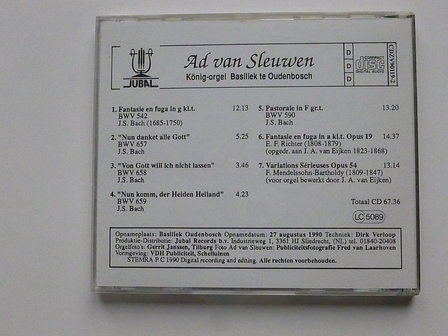 Ad van Sleuwen
König-orgel Basiliek te Oudenbosch
JUBAL
D
D
D
COMPACT
disc
DIGITAL AUDIO
1. Fantasie en fuga in g kl.t. 12.13
BWV 542
J.S. Bach (1685-1750)
2. "Nun danket alle Gott" 5.25
BWV 657
J.S. Bach
3. "Von Gott will ich nicht lassen" 3.46
BWV 658
J.S. Bach
4. "Nun komm, der Heiden Heiland" 4.23
BWV 659
J.S. Bach
5. Pastorale in F gr.t. 13.20
BWV 590
J.S. Bach
6. Fantasie en fuga in a kl.t. Opus 19 14.37
E. F. Richter (1808-1879)
(opgedr. aan J. A. van Eijken 1823-1868)
7. Variations Sérieuses Opus 54 13.14
F. Mendelssohn-Bartholdy (1809-1847)
(voor orgel bewerkt door J. A. van Eijken)
Totaal CD 67.36
LC 5089
Opnameplaats: Basiliek Oudenbosch Opnamedatum: 27 augustus 1990 Techniek: Dirk Verloop
Produktie-Distributie: Jubal Records b.v. Industrieweg 1, 3361 HJ Sliedrecht, (NL) tel. 01840-20408
Orgelfoto's: Gerrit Janssen, Tilburg Foto Ad van Sleuwen: Publiciteitsfotografie Fred van Laarhoven
Vormgeving: VDH Publiciteit, Schelluinen
STEMRA P C 1990 Digital recording and editing. Alle rechten voorbehouden.